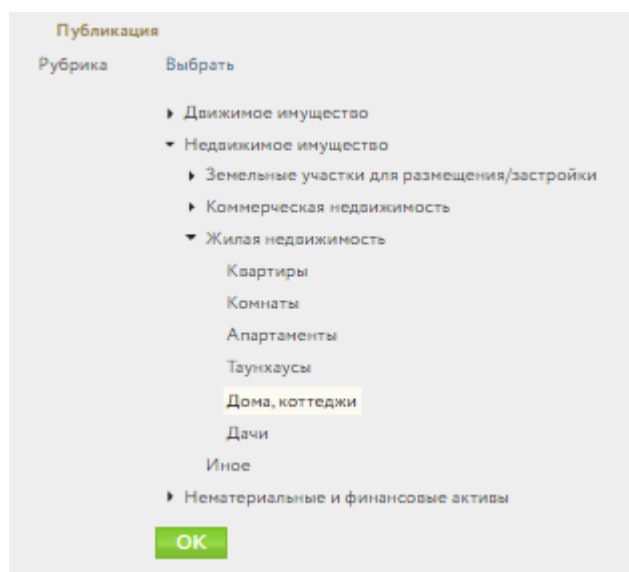 Публикация
Рубрика Выбрать
Движимое имущество
Недвижимое имущество
Земельные участки для размещения/застройки
Коммерческая недвижимость
Жилая недвижимость
Квартиры
Комнаты
Апартаменты
Таунхаусы
Дома, коттеджи
Дачи
Иное
Нематериальные и финансовые активы
ОК